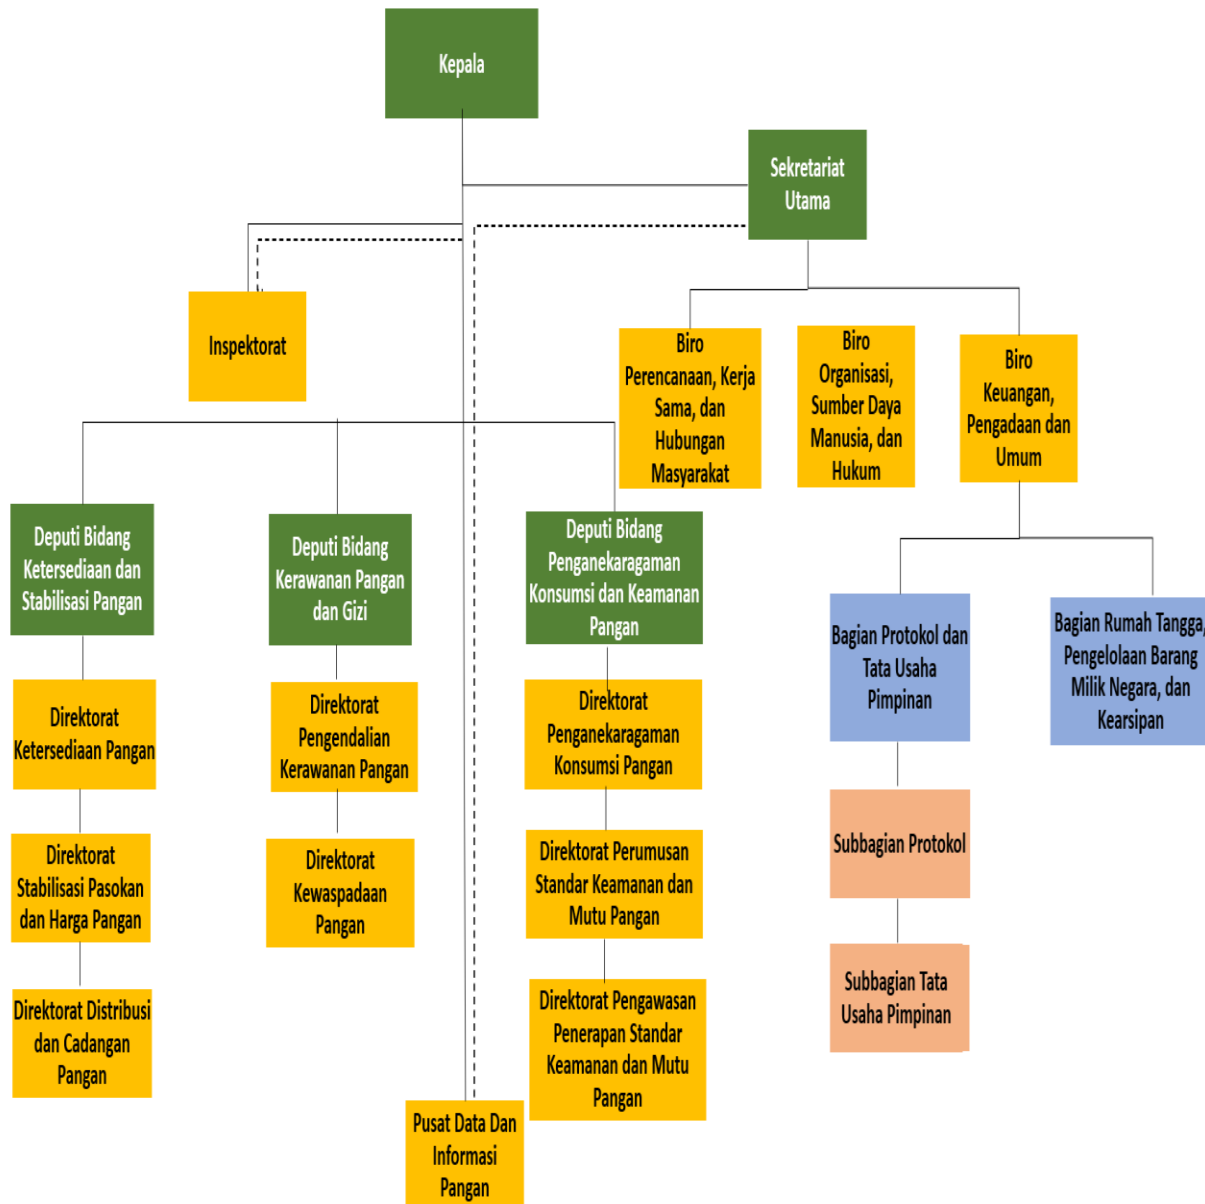 Kepala
Sekretariat
Utama
Inspektorat
Biro
Perencanaan, Kerja
Sama, dan
Hubungan
Masyarakat
Biro
Organisasi,
Sumber Daya
Manusia, dan
Hukum
Biro
Keuangan,
Pengadaan dan
Umum
Deputi Bidang
Ketersediaan dan
Stabilisasi Pangan
Deputi Bidang
Kerawanan Pangan
dan Gizi
Deputi Bidang
Penganekaragaman
Konsumsi dan Keamanan
Pangan
Bagian Protokol dan
Tata Usaha
Pimpinan
Bagian Rumah Tangga,
Pengelolaan Barang
Milik Negara, dan
Kearsipan
Direktorat
Ketersediaan Pangan
Direktorat
Pengendalian
Kerawanan Pangan
Direktorat
Penganekaragaman
Konsumsi Pangan
Subbagian Protokol
Direktorat
Stabilisasi Pasokan
dan Harga Pangan
Direktorat
Kewaspadaan
Pangan
Direktorat Perumusan
Standar Keamanan dan
Mutu Pangan
Subbagian Tata
Usaha Pimpinan
Direktorat Distribusi
dan Cadangan
Pangan
Direktorat Pengawasan
Penerapan Standar
Keamanan dan Mutu
Pangan
Pusat Data Dan
Informasi
Pangan